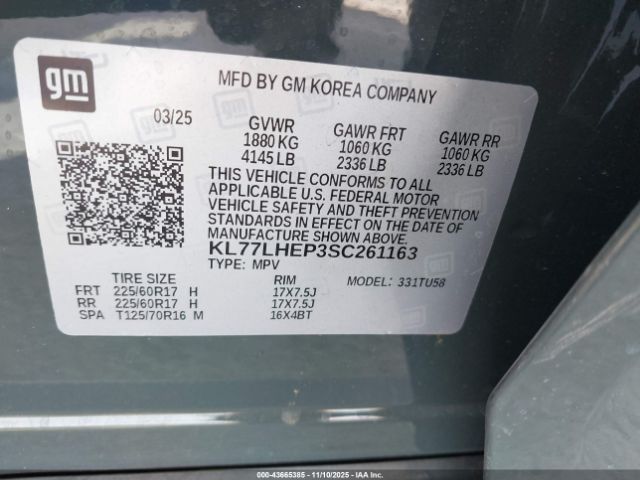 gm
MFD BY GM KOREA COMPANY
03/25
GVWR
1880 KG
4145 LB
GAWR FRT
1060 KG
2336 LB
GAWR RR
1060 KG
2336 LB
THIS VEHICLE CONFORMS TO ALL
APPLICABLE U.S. FEDERAL MOTOR
VEHICLE SAFETY AND THEFT PREVENTION
STANDARDS IN EFFECT ON THE DATE OF
MANUFACTURE SHOWN ABOVE.
KL77LHEP3SC261163
TYPE: MPV
MODEL: 331TU58
TIRE SIZE RIM
FRT 225/60R17 H 17X7.5J
RR 225/60R17 H 17X7.5J
SPA T125/70R16 M 16X4BT
000-43665385 - 11/10/2025 - IAAI, Inc. Copyright